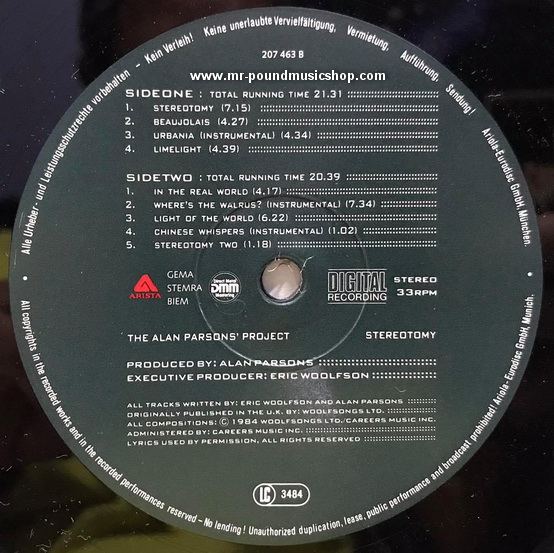 Alle Urheber- und Leistungsschutzrechte vorbehalten - Kein Verleih! Keine unerlaubte Vervielfältigung, Vermietung, Aufführung, Sendung! Ariola-Eurodisc GmbH, München.
207 463 B
www.mr-poundmusicshop.com
SIDEONE : TOTAL RUNNING TIME 21.31
1. STEREOTOMY (7.15)
2. BEAUJOLAIS (4.27)
3. URBANIA (INSTRUMENTAL) (4.34)
4. LIMELIGHT (4.39)
SIDETWO : TOTAL RUNNING TIME 20.39
1. IN THE REAL WORLD (4.17)
2. WHERE'S THE WALRUS? (INSTRUMENTAL) (7.34)
3. LIGHT OF THE WORLD (6.22)
4. CHINESE WHISPERS (INSTRUMENTAL) (1.02)
5. STEREOTOMY TWO (1.18)
ARISTA
GEMA
STEMRA
BIEM
Direct Metal
DMM
Mastering
DIGITAL
RECORDING
STEREO
33RPM
THE ALAN PARSONS' PROJECT STEREOTOMY
PRODUCED BY: ALAN PARSONS
EXECUTIVE PRODUCER: ERIC WOOLFSON
ALL TRACKS WRITTEN BY: ERIC WOOLFSON AND ALAN PARSONS
ORIGINALLY PUBLISHED IN THE U.K. BY: WOOLFSONGS LTD.
ALL COMPOSITIONS: © 1984 WOOLFSONGS LTD./CAREERS MUSIC INC.
ADMINISTERED BY: CAREERS MUSIC INC.
LYRICS USED BY PERMISSION. ALL RIGHTS RESERVED
LC 3484
All copyrights in the recorded works and in the recorded performances reserved - No lending! Unauthorized duplication, lease, public performance and broadcast prohibited! Ariola - Eurodisc GmbH, Munich.